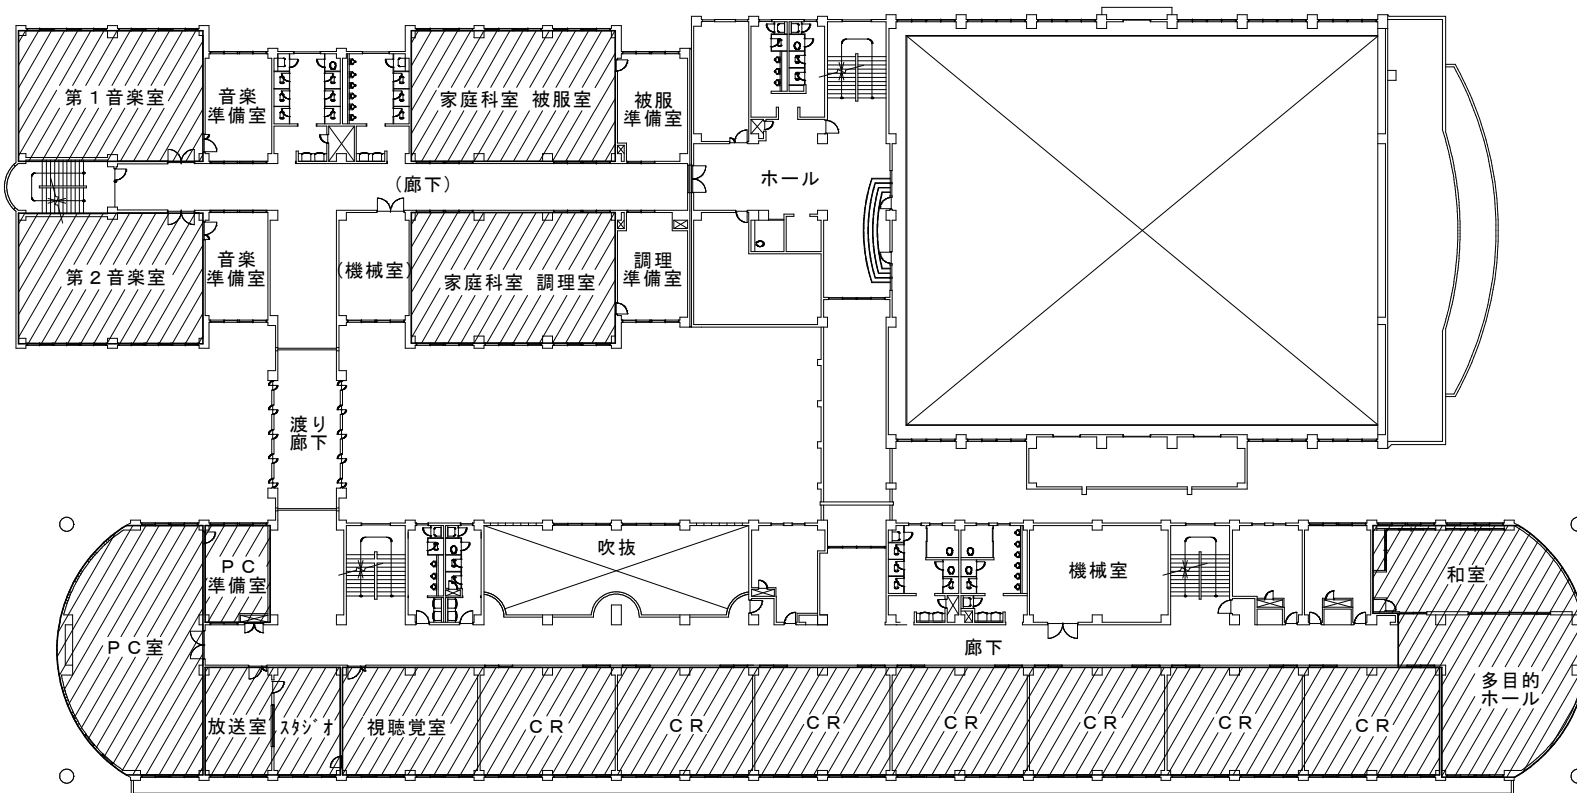 第１音楽室
音楽
準備室
家庭科室 被服室
被服
準備室
ホール
(廊下)
第２音楽室
音楽
準備室
(機械室)
家庭科室 調理室
調理
準備室
渡り
廊下
ＰＣ
準備室
吹抜
機械室
和室
ＰＣ室
廊下
放送室
ｽﾀｼﾞｵ
視聴覚室
ＣＲ
ＣＲ
ＣＲ
ＣＲ
ＣＲ
ＣＲ
ＣＲ
多目的
ホール